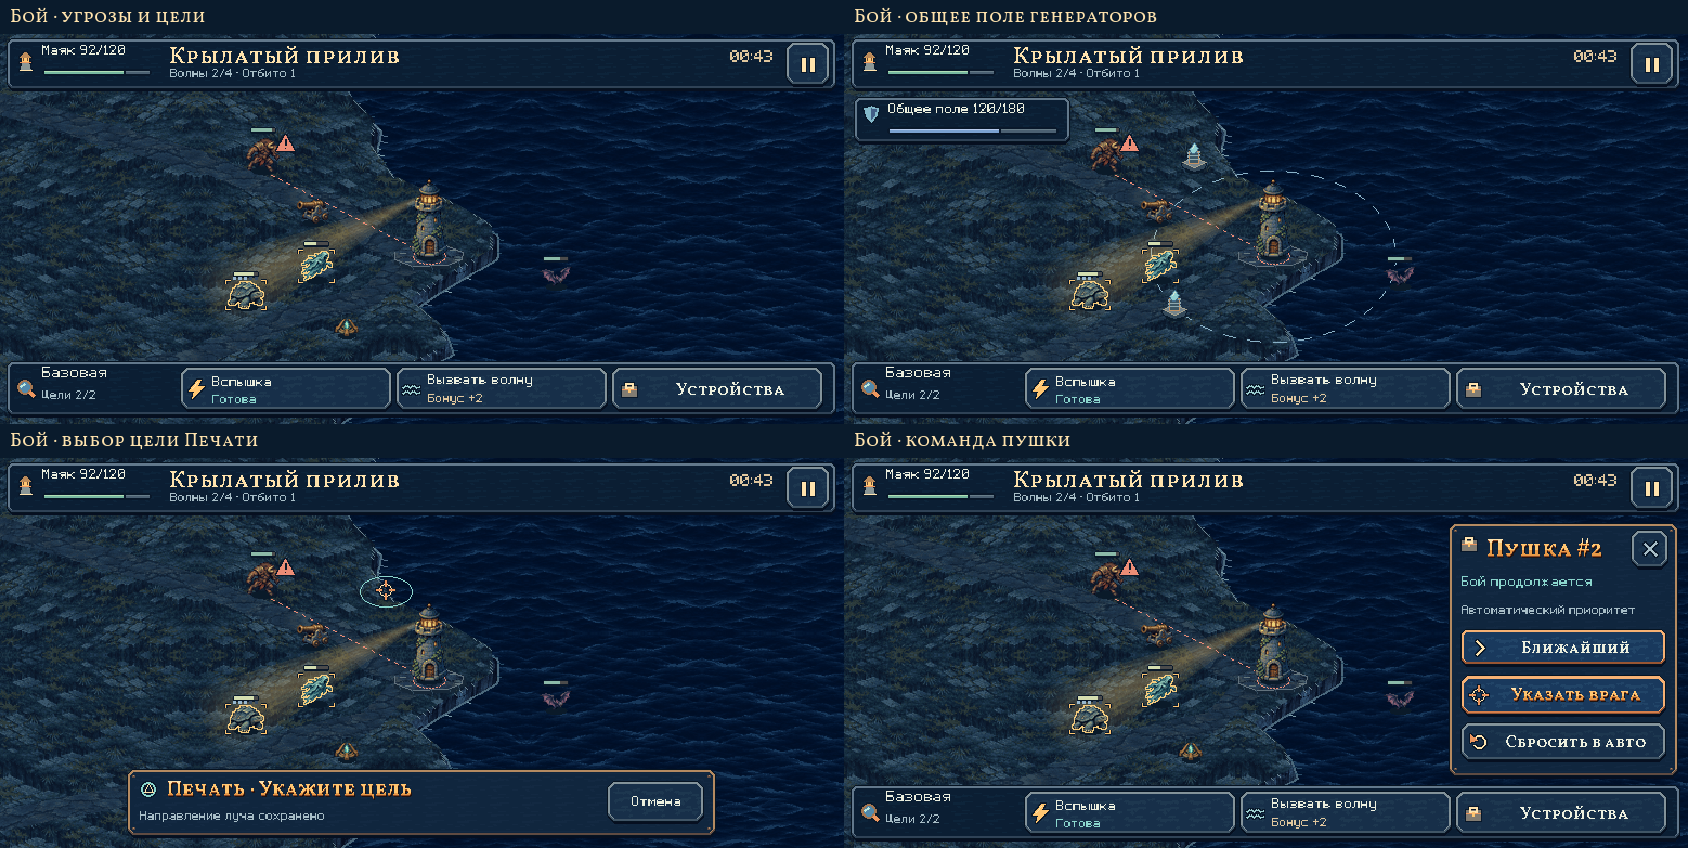 Бой · угрозы и цели
Маяк 92/120
Крылатый прилив
Волны 2/4 · Отбито 1
00:43
Базовая
Цели 2/2
Вспышка
Готова
Вызвать волну
Бонус +2
Устройства
Бой · общее поле генераторов
Маяк 92/120
Крылатый прилив
Волны 2/4 · Отбито 1
00:43
Общее поле 120/180
Базовая
Цели 2/2
Вспышка
Готова
Вызвать волну
Бонус +2
Устройства
Бой · выбор цели Печати
Маяк 92/120
Крылатый прилив
Волны 2/4 · Отбито 1
00:43
Печать · Укажите цель
Направление луча сохранено
Отмена
Бой · команда пушки
Маяк 92/120
Крылатый прилив
Волны 2/4 · Отбито 1
00:43
Пушка #2
Бой продолжается
Автоматический приоритет
Ближайший
Указать врага
Сбросить в авто
Базовая
Цели 2/2
Вспышка
Готова
Вызвать волну
Бонус +2
Устройства